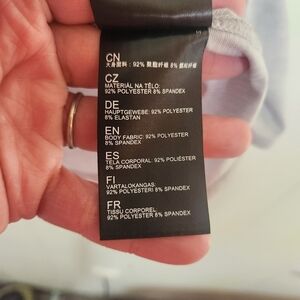 CN
大身面料：92% 聚酯纤维 8% 氨纶
CZ
MATERIÁL NA TĚLO:
92% POLYESTER 8% SPANDEX
DE
HAUPTGEWEBE: 92% POLYESTER
8% ELASTAN
EN
BODY FABRIC: 92% POLYESTER
8% SPANDEX
ES
TELA CORPORAL: 92% POLIÉSTER
8% SPANDEX
FI
VARTALOKANGAS:
92% POLYESTER 8% SPANDEX
FR
TISSU CORPOREL:
92% POLYESTER 8% SPANDEX